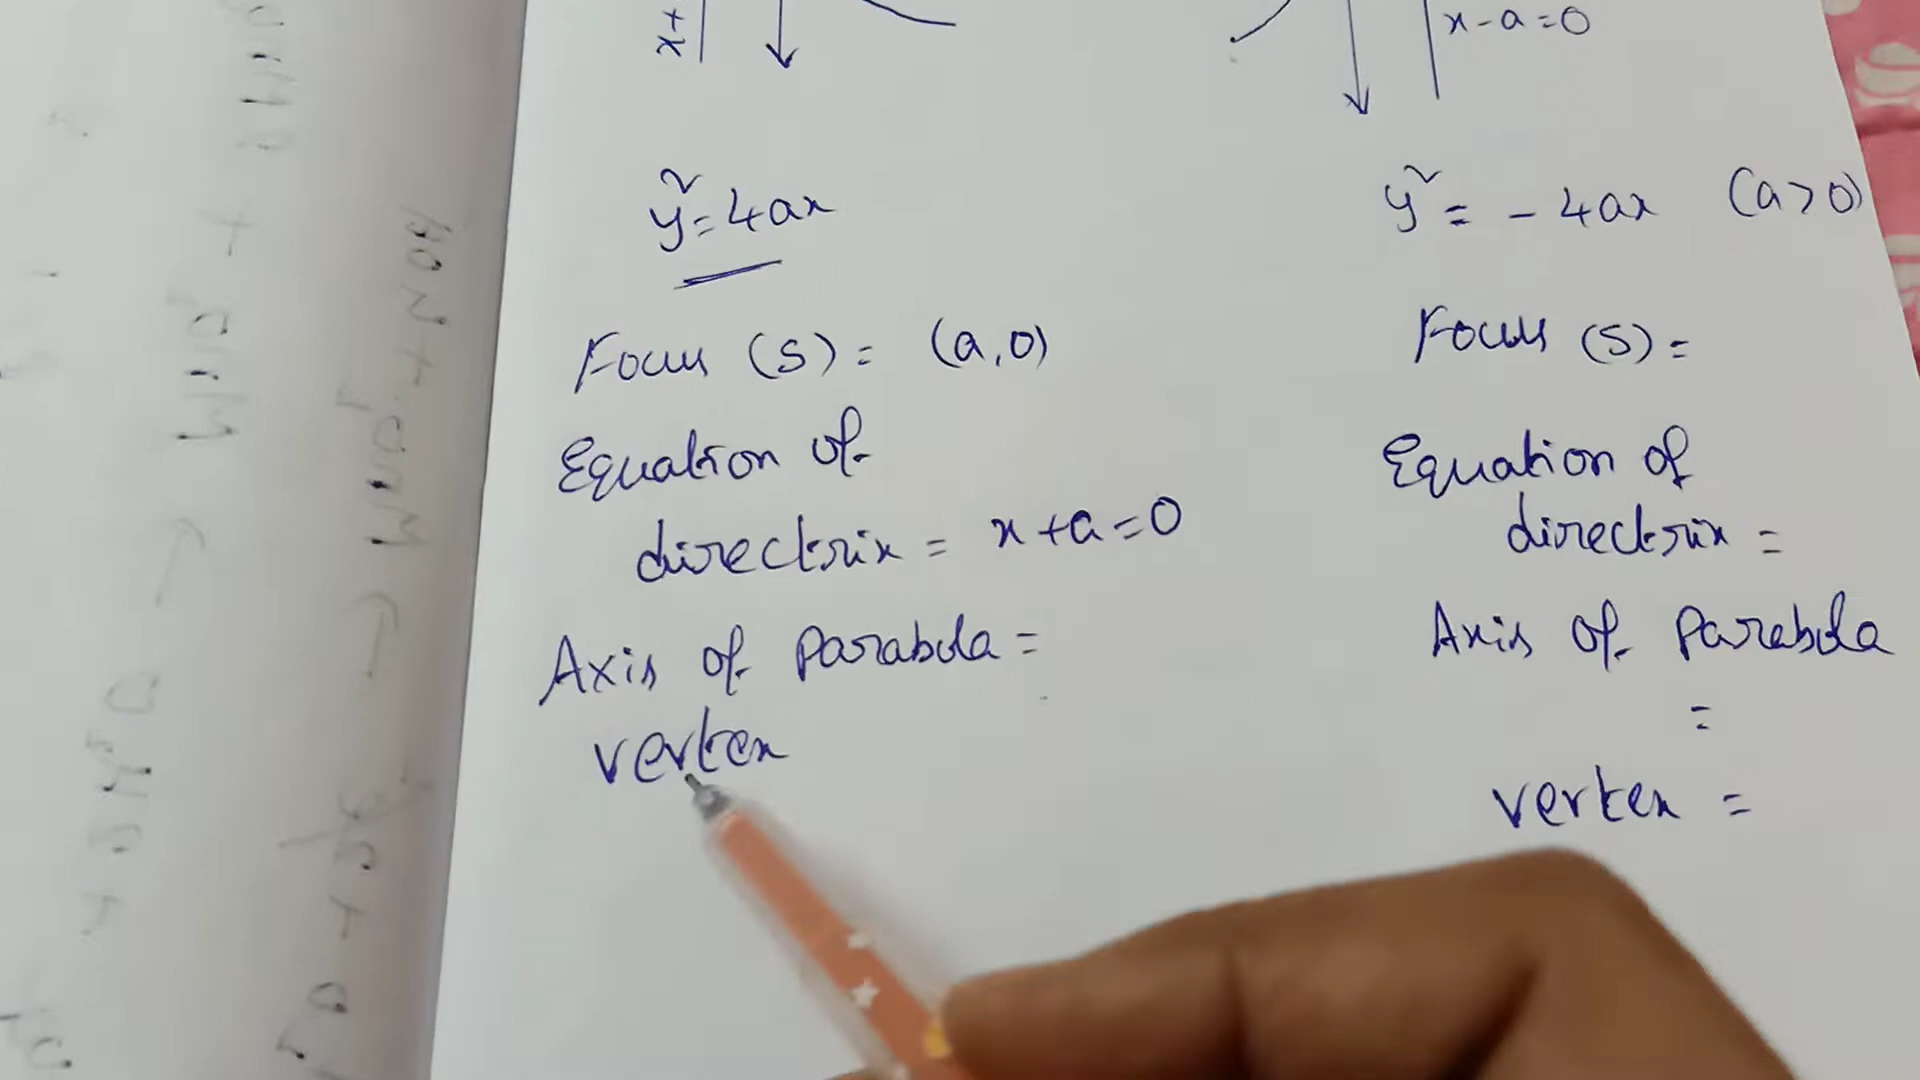 x+
x-a=0
y²=4ax
y² = -4ax (a>0)
Focus (S) = (a,0)
Equation of
directrix = x+a=0
Axis of Parabola =
vertex
Focus (S) =
Equation of
directrix =
Axis of Parabola
=
vertex =